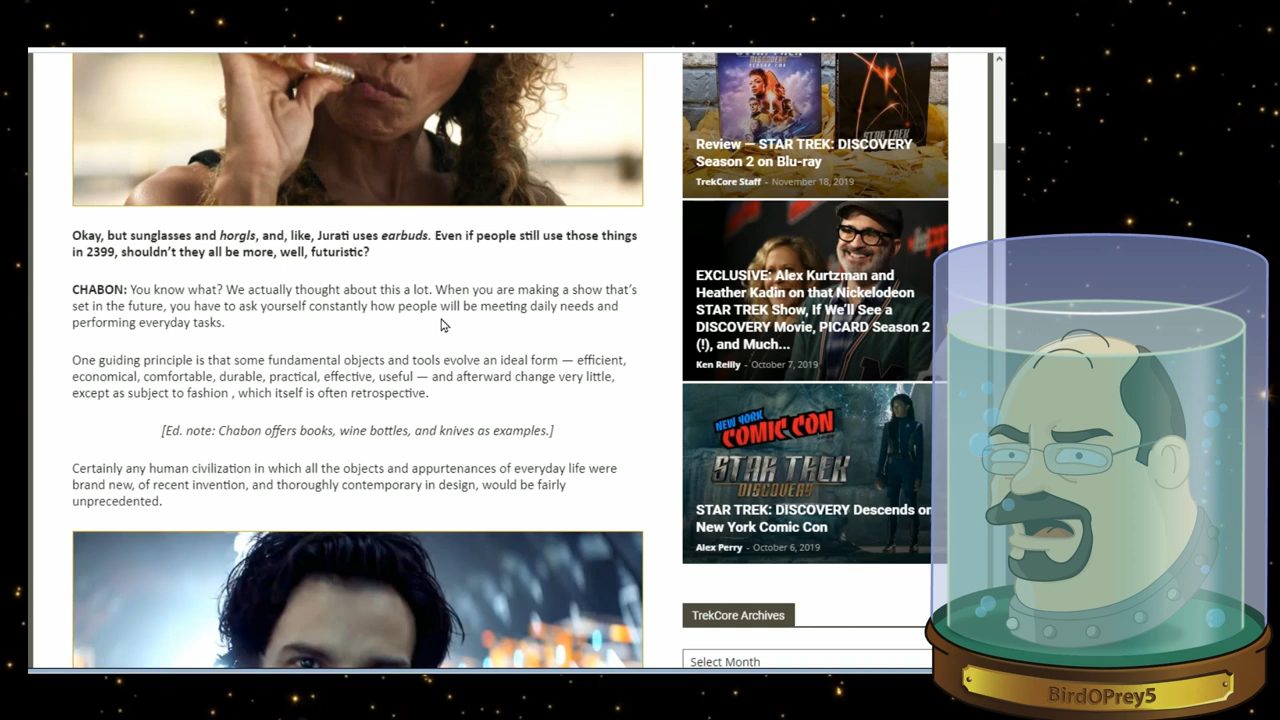 Okay, but sunglasses and horgls, and, like, Jurati uses earbuds. Even if people still use those things
in 2399, shouldn't they all be more, well, futuristic?
CHABON: You know what? We actually thought about this a lot. When you are making a show that's
set in the future, you have to ask yourself constantly how people will be meeting daily needs and
performing everyday tasks.
One guiding principle is that some fundamental objects and tools evolve an ideal form — efficient,
economical, comfortable, durable, practical, effective, useful — and afterward change very little,
except as subject to fashion , which itself is often retrospective.
[Ed. note: Chabon offers books, wine bottles, and knives as examples.]
Certainly any human civilization in which all the objects and appurtenances of everyday life were
brand new, of recent invention, and thoroughly contemporary in design, would be fairly
unprecedented.
STAR TREK
DISCOVERY
STAR TREK
Review — STAR TREK: DISCOVERY
Season 2 on Blu-ray
TrekCore Staff - November 18, 2019
EXCLUSIVE: Alex Kurtzman and
Heather Kadin on that Nickelodeon
STAR TREK Show, If We'll See a
DISCOVERY Movie, PICARD Season 2
(!), and Much...
Ken Reilly - October 7, 2019
NEW YORK
COMIC CON
STAR TREK
DISCOVERY
STAR TREK: DISCOVERY Descends on
New York Comic Con
Alex Perry - October 6, 2019
TrekCore Archives
Select Month
BirdOPrey5